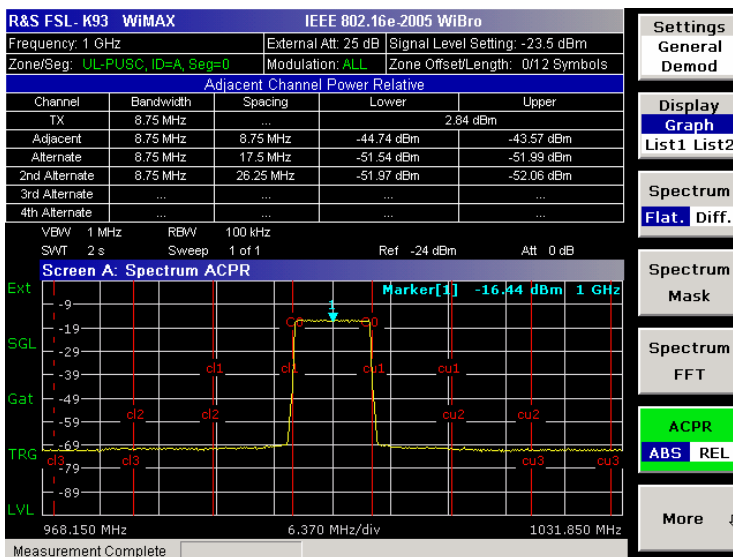 R&S FSL-K93 WiMAX IEEE 802.16e-2005 WiBro
Frequency: 1 GHz External Att: 25 dB Signal Level Setting: -23.5 dBm
Zone/Seg: UL-PUSC, ID=A, Seg=0 Modulation: ALL Zone Offset/Length: 0/12 Symbols
Adjacent Channel Power Relative
Channel Bandwidth Spacing Lower Upper
TX 8.75 MHz ... 2.84 dBm
Adjacent 8.75 MHz 8.75 MHz -44.74 dBm -43.57 dBm
Alternate 8.75 MHz 17.5 MHz -51.54 dBm -51.99 dBm
2nd Alternate 8.75 MHz 26.25 MHz -51.97 dBm -52.06 dBm
3rd Alternate ... ... ... ...
4th Alternate ... ... ... ...
VBW 1 MHz RBW 100 kHz
SWT 2 s Sweep 1 of 1 Ref -24 dBm Att 0 dB
Screen A: Spectrum ACPR
Ext
Marker[1] -16.44 dBm 1 GHz
-9
1
-19
C0 C0
SGL
-29
-39
cl1 cl1 cu1 cu1
Gat
-49
cl2 cl2 cu2 cu2
-59
-69
TRG
cl3 cl3 cu3 cu3
-79
-89
LVL
968.150 MHz 6.370 MHz/div 1031.850 MHz
Measurement Complete
Settings
General
Demod
Display
Graph
List1 List2
Spectrum
Flat. Diff.
Spectrum
Mask
Spectrum
FFT
ACPR
ABS REL
More